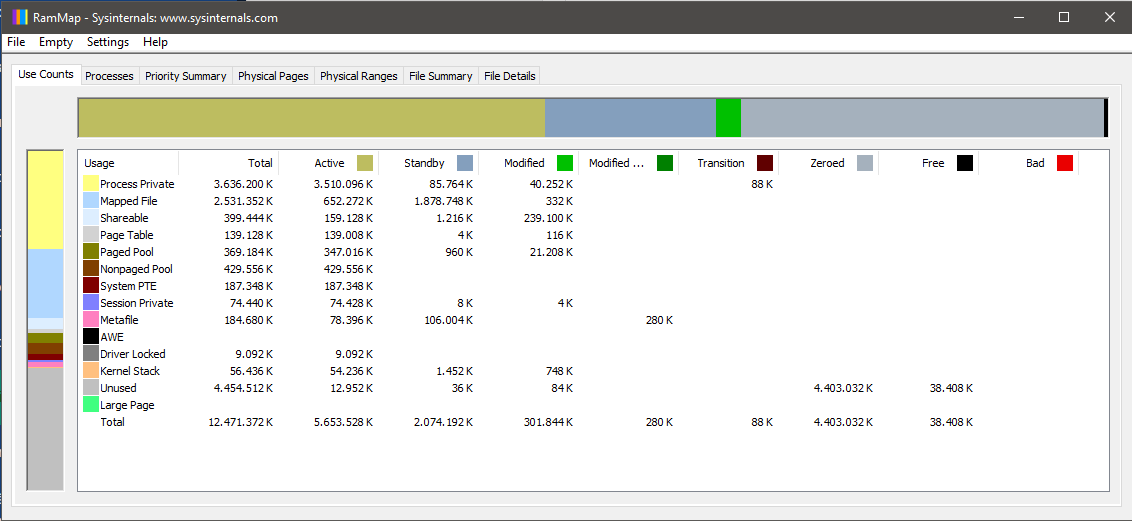 RamMap - Sysinternals: www.sysinternals.com
File Empty Settings Help
Use Counts Processes Priority Summary Physical Pages Physical Ranges File Summary File Details
Usage Total Active Standby Modified Modified ... Transition Zeroed Free Bad
Process Private 3.636.200 K 3.510.096 K 85.764 K 40.252 K 88 K
Mapped File 2.531.352 K 652.272 K 1.878.748 K 332 K
Shareable 399.444 K 159.128 K 1.216 K 239.100 K
Page Table 139.128 K 139.008 K 4 K 116 K
Paged Pool 369.184 K 347.016 K 960 K 21.208 K
Nonpaged Pool 429.556 K 429.556 K
System PTE 187.348 K 187.348 K
Session Private 74.440 K 74.428 K 8 K 4 K
Metafile 184.680 K 78.396 K 106.004 K 280 K
AWE
Driver Locked 9.092 K 9.092 K
Kernel Stack 56.436 K 54.236 K 1.452 K 748 K
Unused 4.454.512 K 12.952 K 36 K 84 K 4.403.032 K 38.408 K
Large Page
Total 12.471.372 K 5.653.528 K 2.074.192 K 301.844 K 280 K 88 K 4.403.032 K 38.408 K